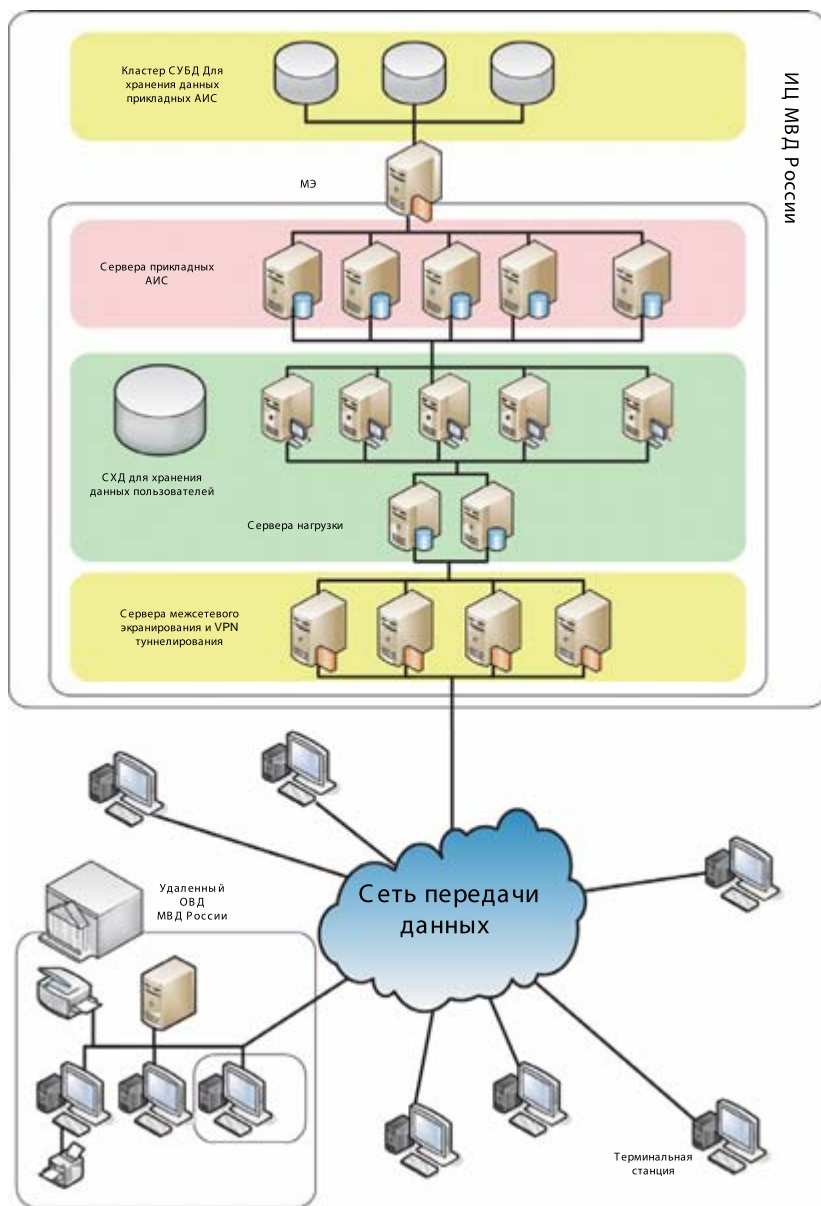 Кластер СУБД Для
хранения данных
прикладных АИС
ИЦ МВД России
МЭ
Сервера прикладных
АИС
СХД для хранения
данных пользователей
Сервера нагрузки
Сервера межсетевого
экранирования и VPN
туннелирования
Сеть передачи
данных
Удаленный
ОВД
МВД России
Терминальная
станция